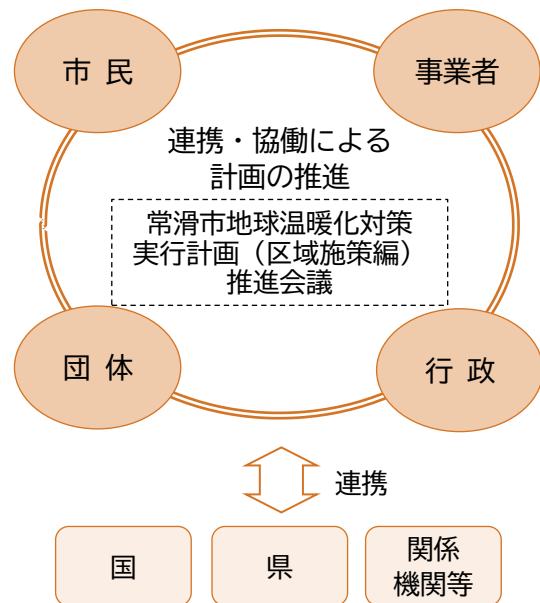 市 民
事業者
連携・協働による
計画の推進
常滑市地球温暖化対策
実行計画（区域施策編）
推進会議
団 体
行 政
連携
国
県
関係
機関等